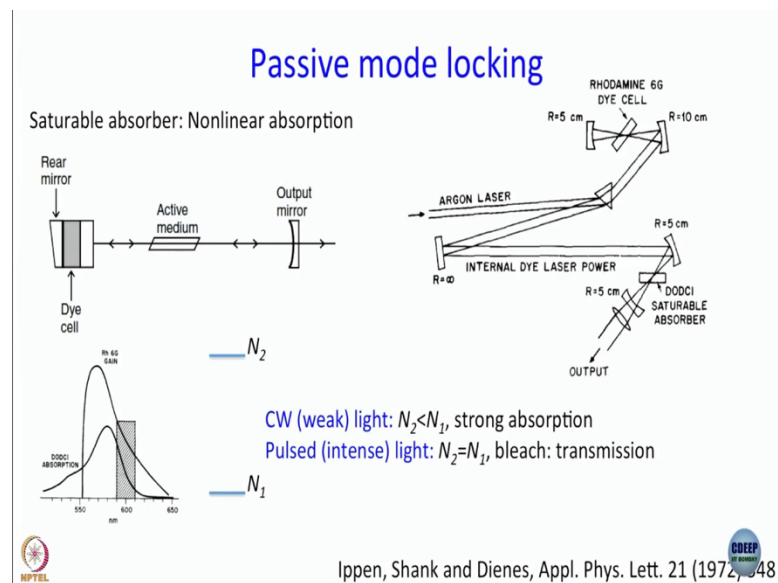 Passive mode locking
Saturable absorber: Nonlinear absorption
Rear
mirror
Active
medium
Output
mirror
Dye
cell
RHODAMINE 6G
DYE CELL
R=5 cm
R=10 cm
ARGON LASER
R=5 cm
R=∞
INTERNAL DYE LASER POWER
R=5 cm
DODCI
SATURABLE
ABSORBER
OUTPUT
N2
N1
Rh 6G
GAIN
DODCI
ABSORPTION
550 600 650
nm
CW (weak) light: N2<N1, strong absorption
Pulsed (intense) light: N2=N1, bleach: transmission
NPTEL
CDEEP
IIT BOMBAY
Ippen, Shank and Dienes, Appl. Phys. Lett. 21 (1972) 348